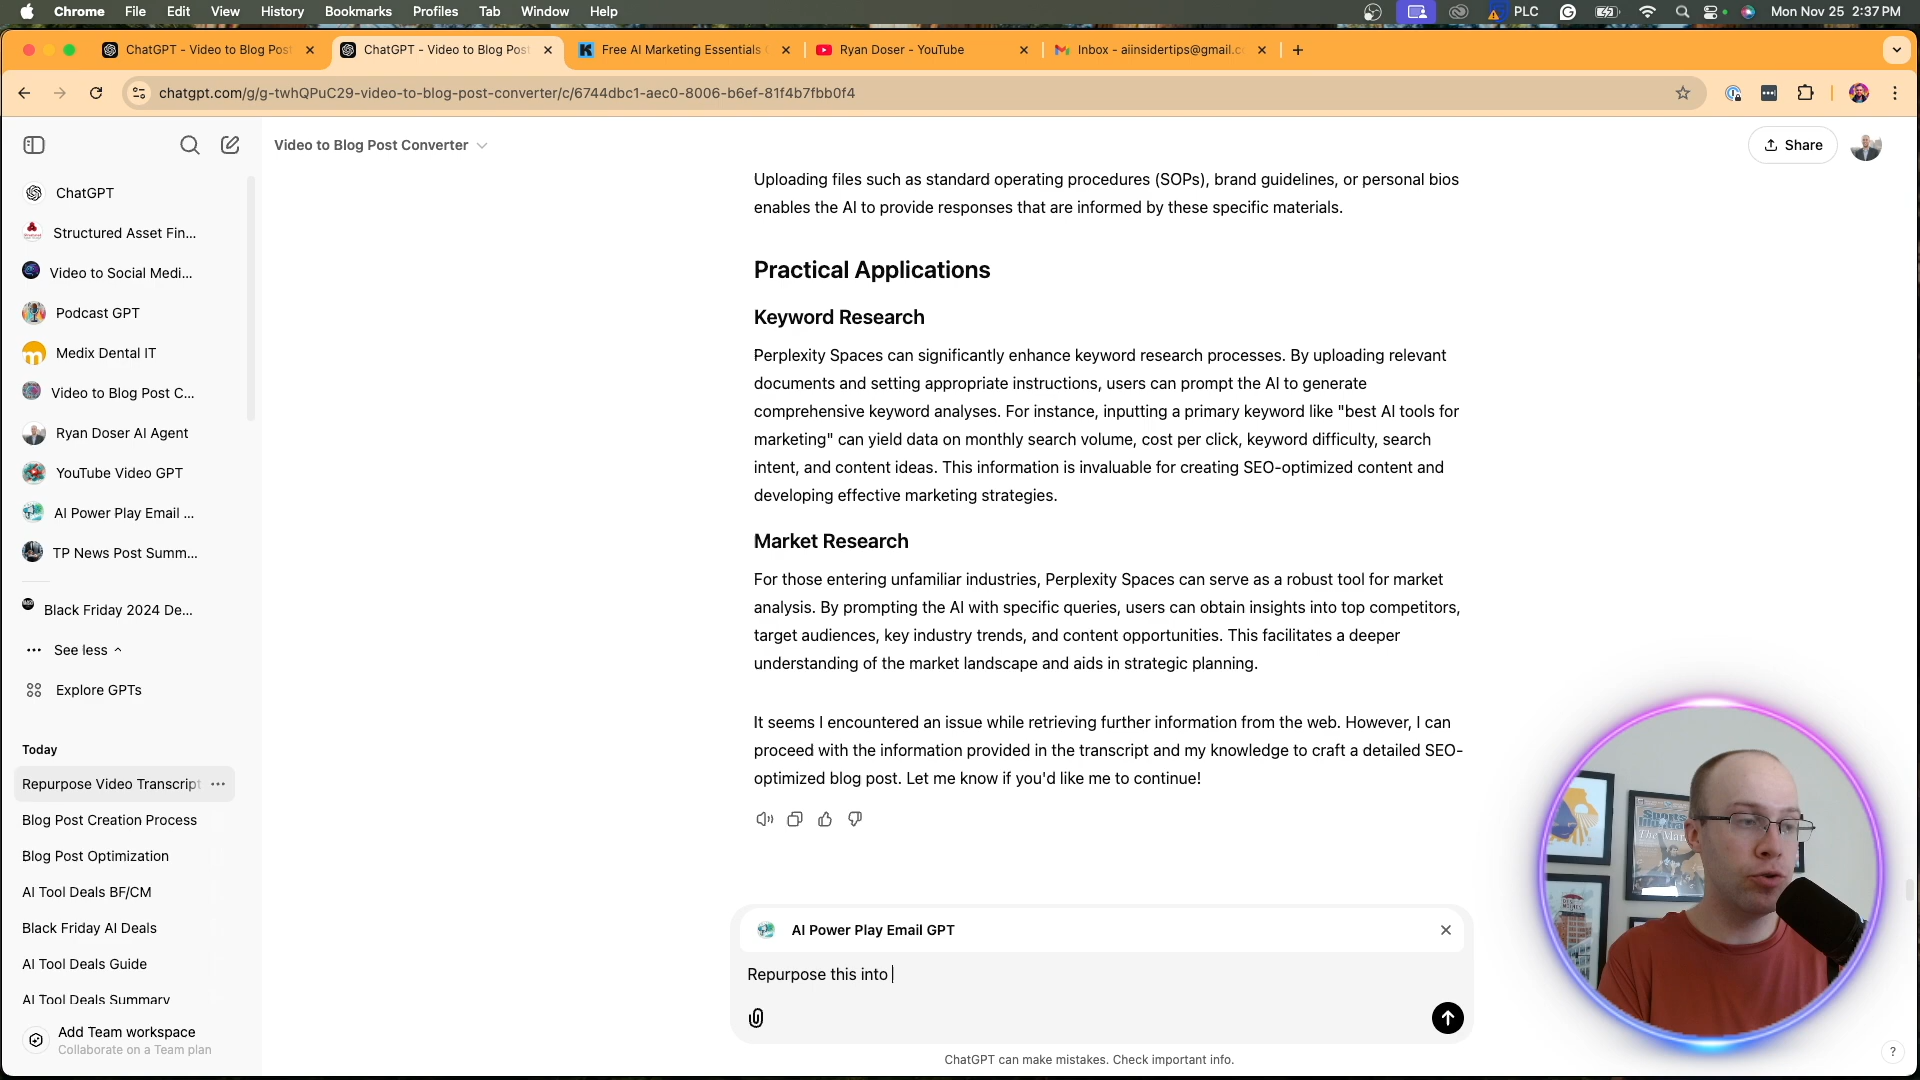 Chrome File Edit View History Bookmarks Profiles Tab Window Help
PLC Mon Nov 25 2:37 PM
ChatGPT - Video to Blog Post
ChatGPT - Video to Blog Post
Free AI Marketing Essentials
Ryan Doser - YouTube
Inbox - aiinsidertips@gmail.c
chatgpt.com/g/g-twhQPuC29-video-to-blog-post-converter/c/6744dbc1-aec0-8006-b6ef-81f4b7fbb0f4
Video to Blog Post Converter
Share
ChatGPT
Structured Asset Fin...
Video to Social Medi...
Podcast GPT
Medix Dental IT
Video to Blog Post C...
Ryan Doser AI Agent
YouTube Video GPT
AI Power Play Email ...
TP News Post Summ...
Black Friday 2024 De...
See less
Explore GPTs
Today
Repurpose Video Transcript
Blog Post Creation Process
Blog Post Optimization
AI Tool Deals BF/CM
Black Friday AI Deals
AI Tool Deals Guide
AI Tool Deals Summary
Add Team workspace
Collaborate on a Team plan
Uploading files such as standard operating procedures (SOPs), brand guidelines, or personal bios
enables the AI to provide responses that are informed by these specific materials.
Practical Applications
Keyword Research
Perplexity Spaces can significantly enhance keyword research processes. By uploading relevant
documents and setting appropriate instructions, users can prompt the AI to generate
comprehensive keyword analyses. For instance, inputting a primary keyword like "best AI tools for
marketing" can yield data on monthly search volume, cost per click, keyword difficulty, search
intent, and content ideas. This information is invaluable for creating SEO-optimized content and
developing effective marketing strategies.
Market Research
For those entering unfamiliar industries, Perplexity Spaces can serve as a robust tool for market
analysis. By prompting the AI with specific queries, users can obtain insights into top competitors,
target audiences, key industry trends, and content opportunities. This facilitates a deeper
understanding of the market landscape and aids in strategic planning.
It seems I encountered an issue while retrieving further information from the web. However, I can
proceed with the information provided in the transcript and my knowledge to craft a detailed SEO-
optimized blog post. Let me know if you'd like me to continue!
AI Power Play Email GPT
Repurpose this into
ChatGPT can make mistakes. Check important info.
?
Sports
Illustrated